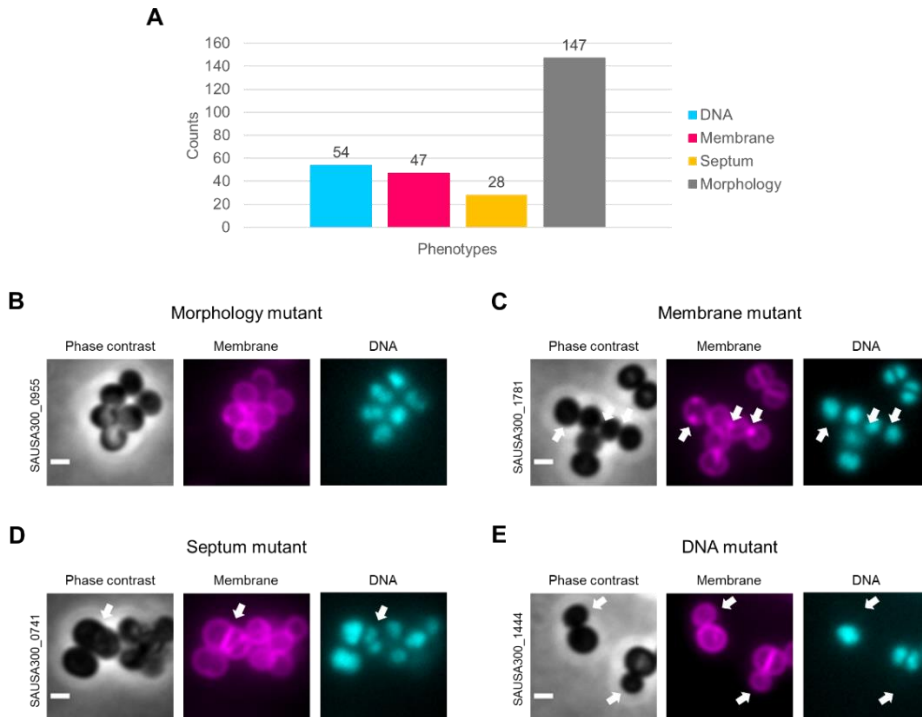 A
160
140
120
100
80
60
40
20
0
Counts
54
47
28
147
Phenotypes
DNA
Membrane
Septum
Morphology
B
Morphology mutant
Phase contrast Membrane DNA
SAUSA300_0955
C
Membrane mutant
Phase contrast Membrane DNA
SAUSA300_1781
D
Septum mutant
Phase contrast Membrane DNA
SAUSA300_0741
E
DNA mutant
Phase contrast Membrane DNA
SAUSA300_1444